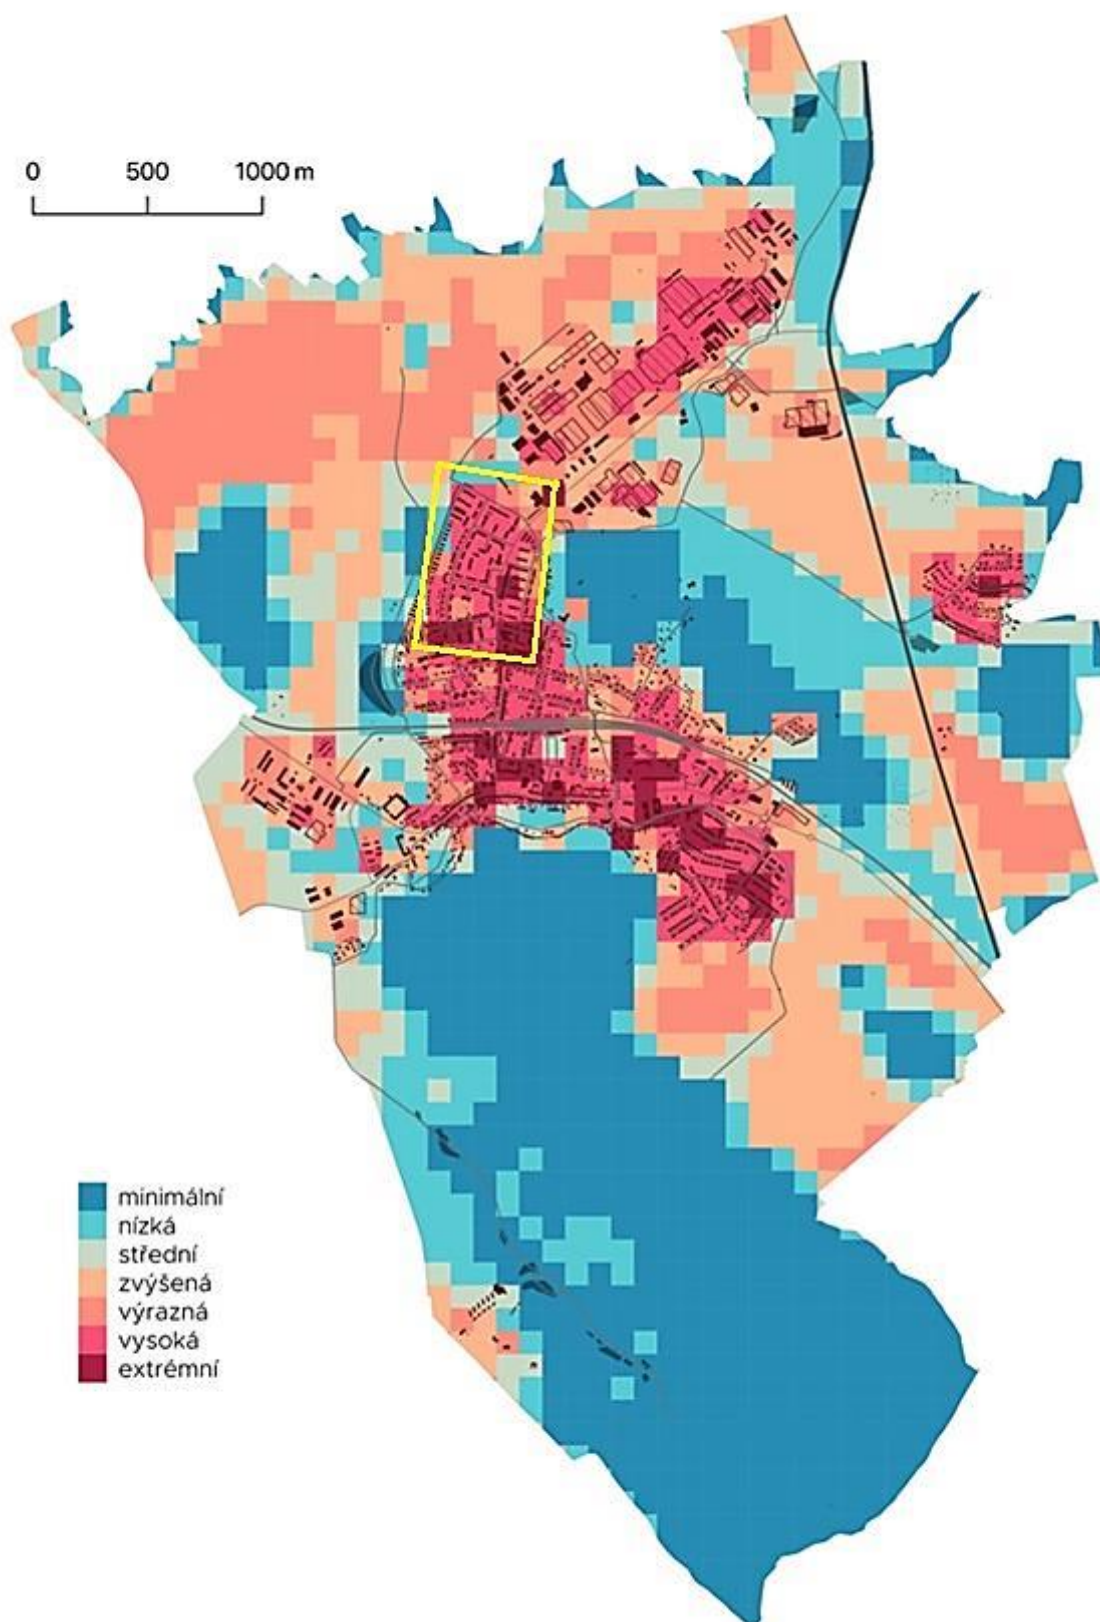 0 500 1000 m
minimální
nízká
střední
zvýšená
výrazná
vysoká
extrémní